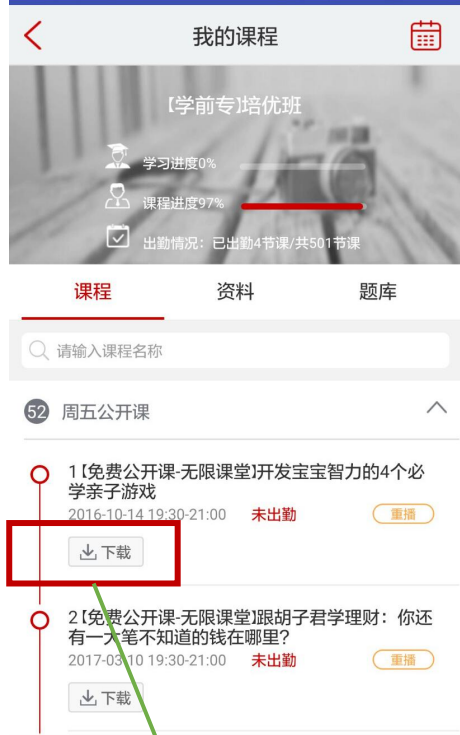 我的课程
【学前专】培优班
学习进度0%
课程进度97%
出勤情况：已出勤4节课/共501节课
课程 资料 题库
请输入课程名称
52 周五公开课
1【免费公开课-无限课堂】开发宝宝智力的4个必
学亲子游戏
2016-10-14 19:30-21:00 未出勤 重播
下载
2【免费公开课-无限课堂】跟胡子君学理财：你还
有一大笔不知道的钱在哪里？
2017-03-10 19:30-21:00 未出勤 重播
下载